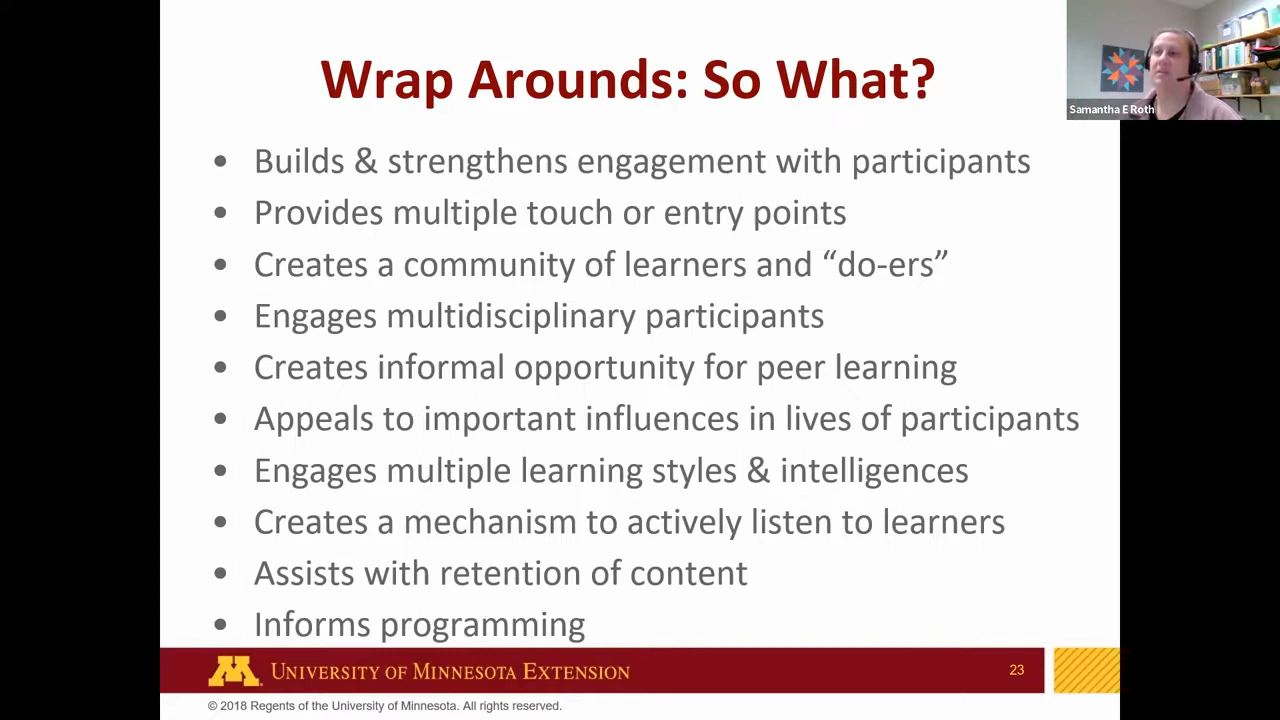 Wrap Arounds: So What?
Samantha E Roth
• Builds & strengthens engagement with participants
• Provides multiple touch or entry points
• Creates a community of learners and “do-ers”
• Engages multidisciplinary participants
• Creates informal opportunity for peer learning
• Appeals to important influences in lives of participants
• Engages multiple learning styles & intelligences
• Creates a mechanism to actively listen to learners
• Assists with retention of content
• Informs programming
M UNIVERSITY OF MINNESOTA EXTENSION
23
© 2018 Regents of the University of Minnesota. All rights reserved.